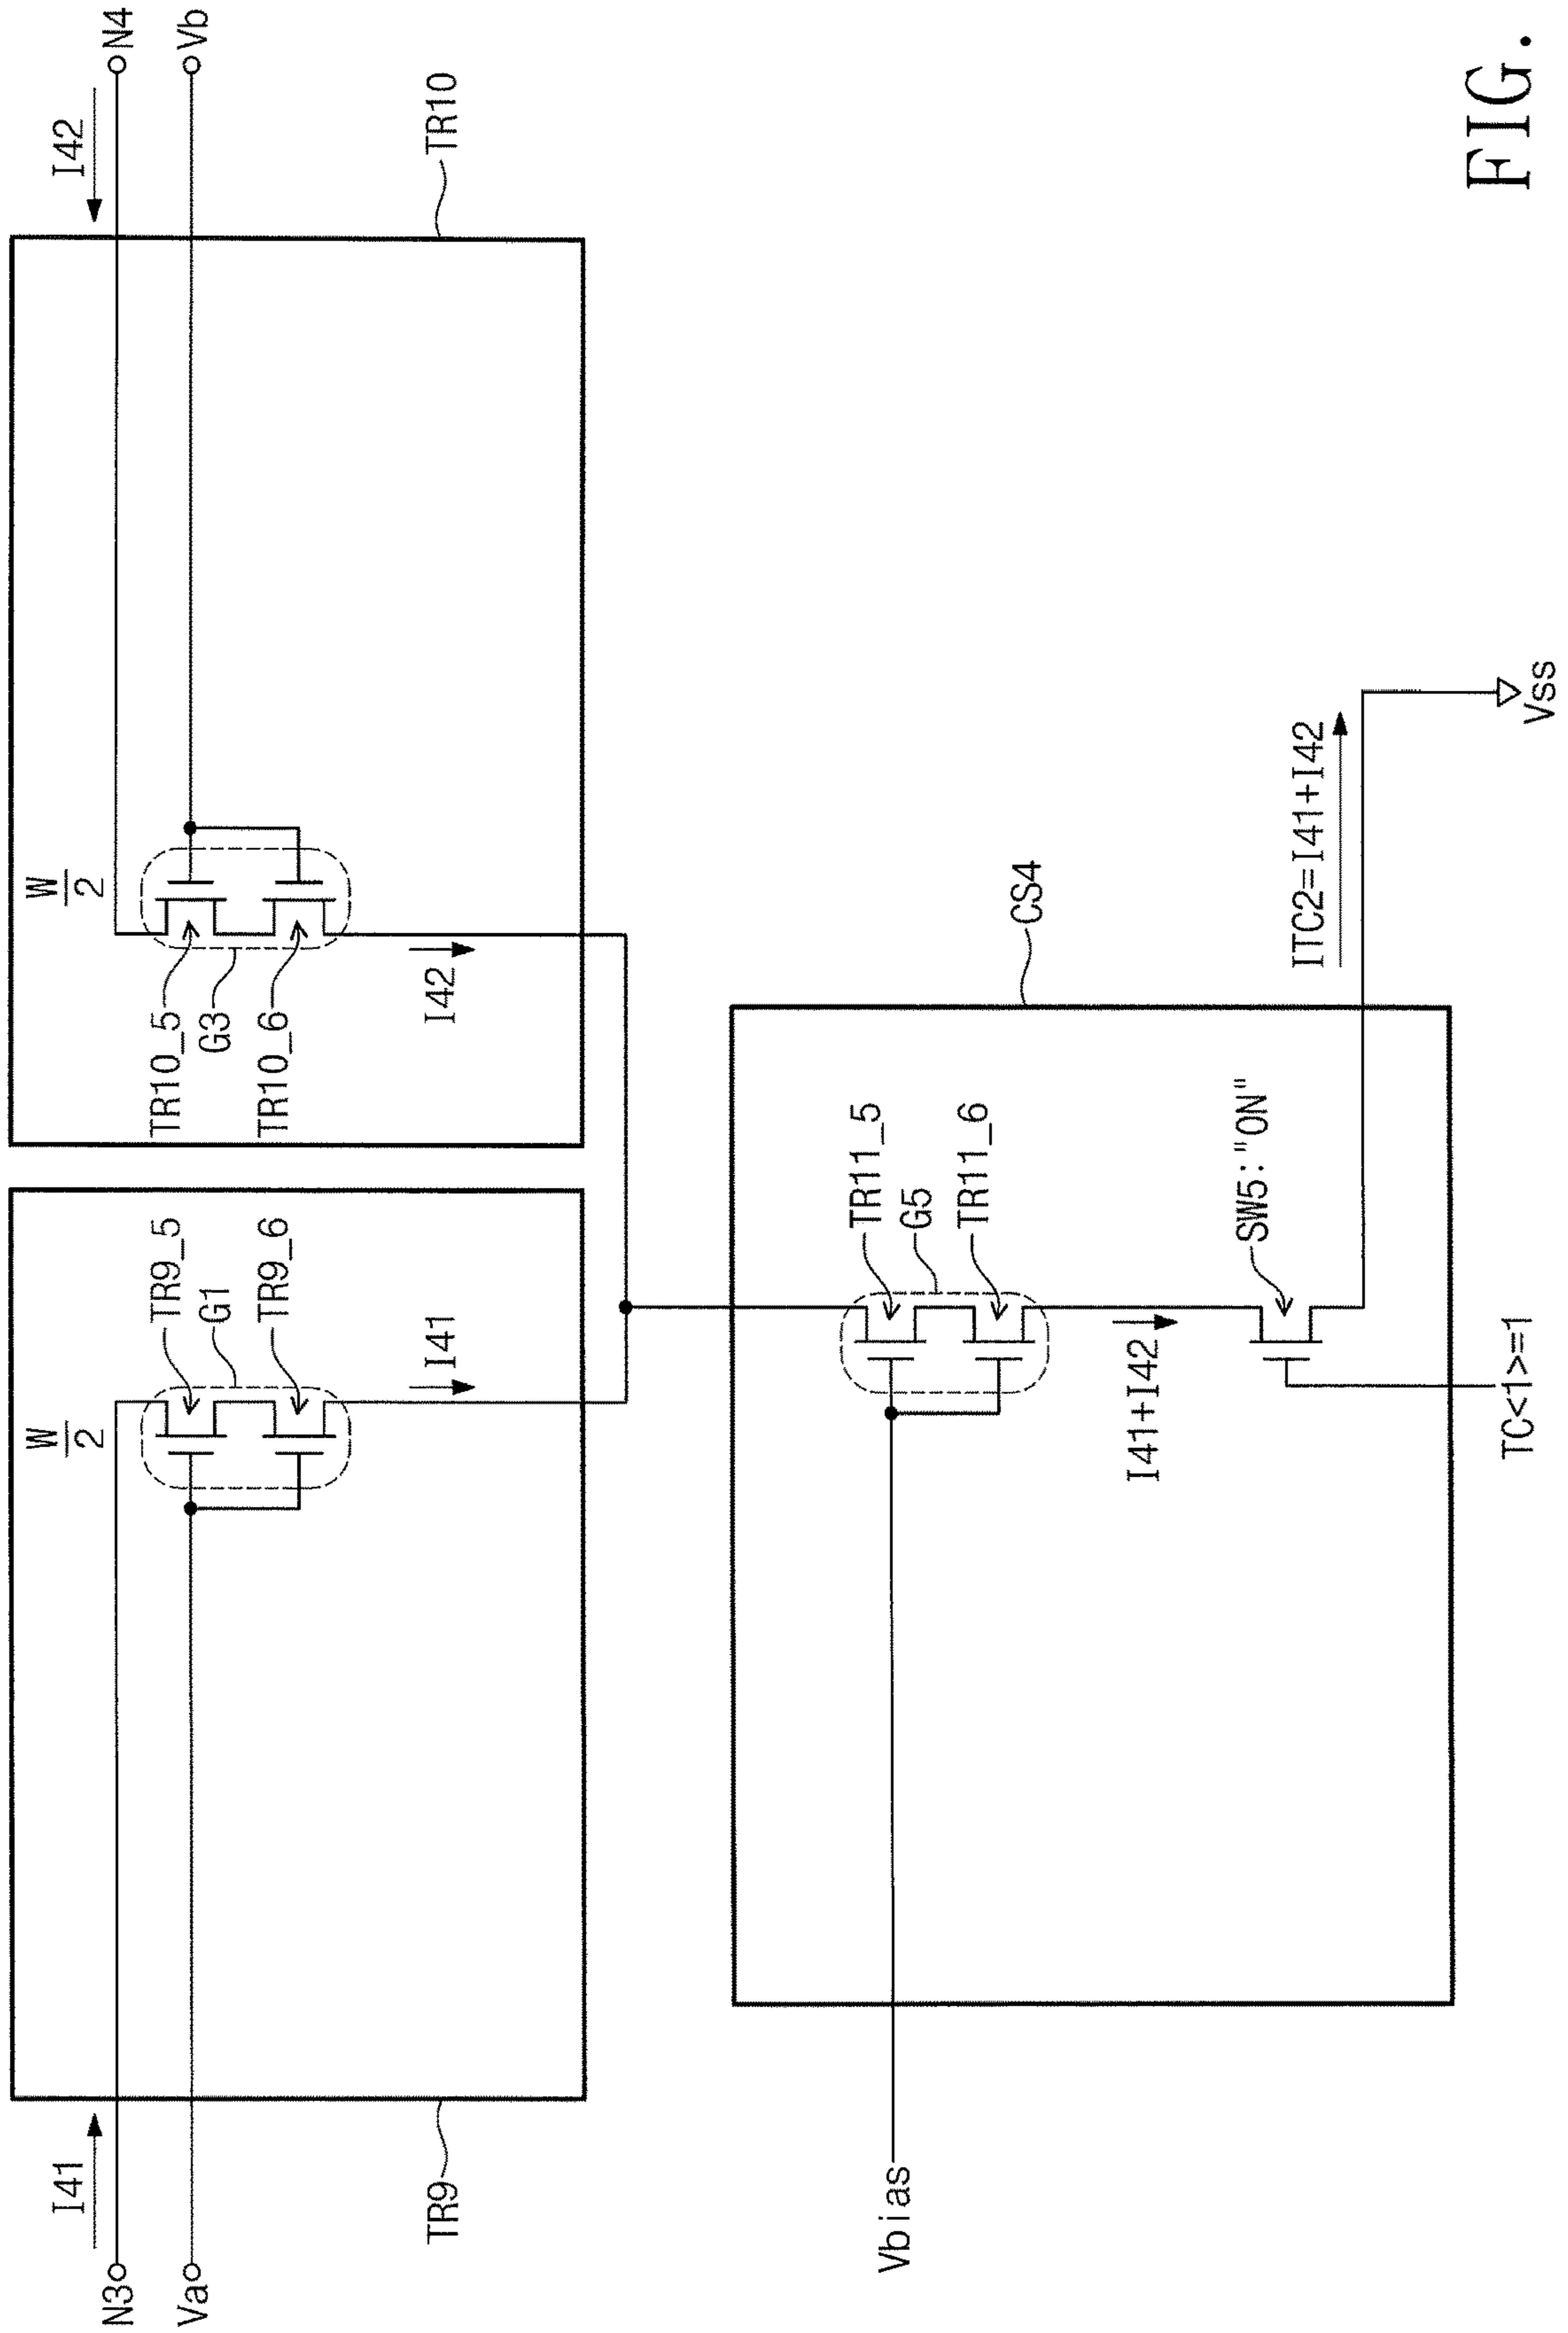 I41
N3
Va
TR9
W
2
TR9_5
G1
TR9_6
I41
I42
N4
Vb
TR10
W
2
TR10_5
G3
TR10_6
I42
Vbias
CS4
TR11_5
G5
TR11_6
I41+I42
SW5:"ON"
TC<1>=1
ITC2=I41+I42
Vss
FIG.